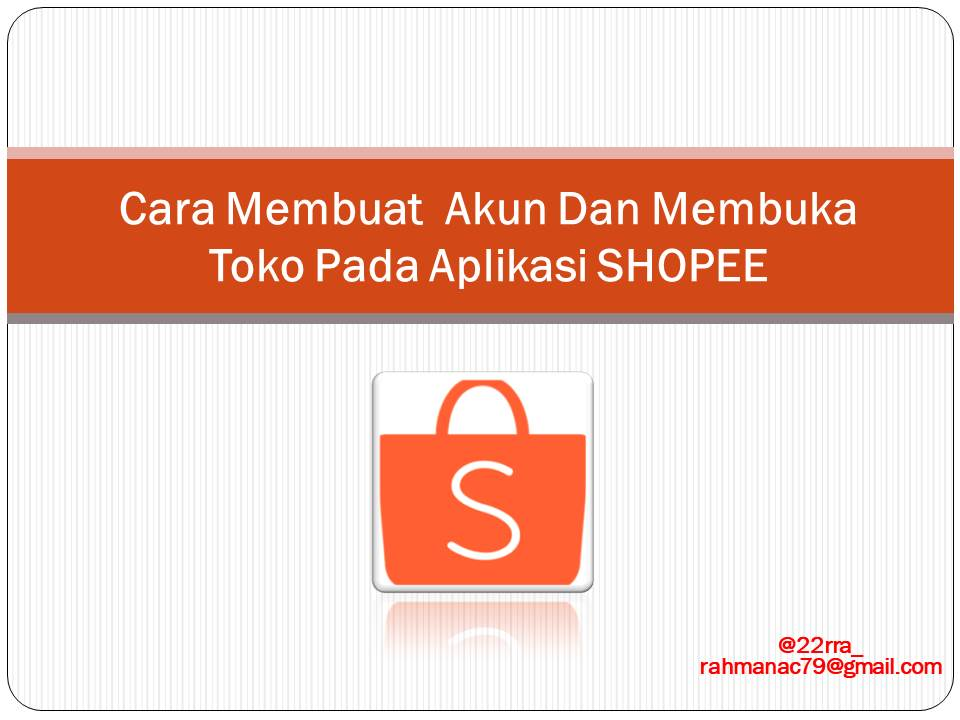 Cara Membuat  Akun Dan Membuka
Toko Pada Aplikasi SHOPEE
S
@22rra_
rahmanac79@gmail.com